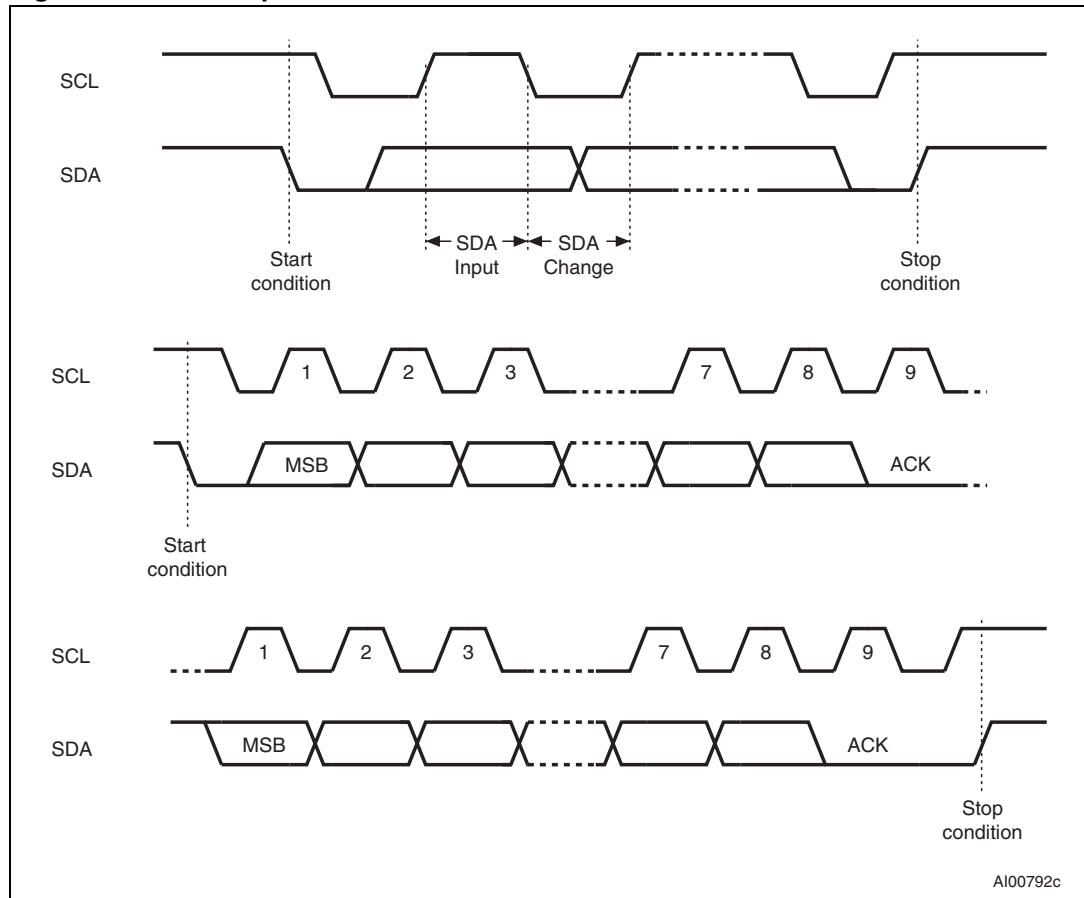 SCL
SDA
SDA
Input
SDA
Change
Start
condition
Stop
condition
SCL
1 2 3 7 8 9
SDA
MSB
ACK
Start
condition
SCL
1 2 3 7 8 9
SDA
MSB
ACK
Stop
condition
AI00792c